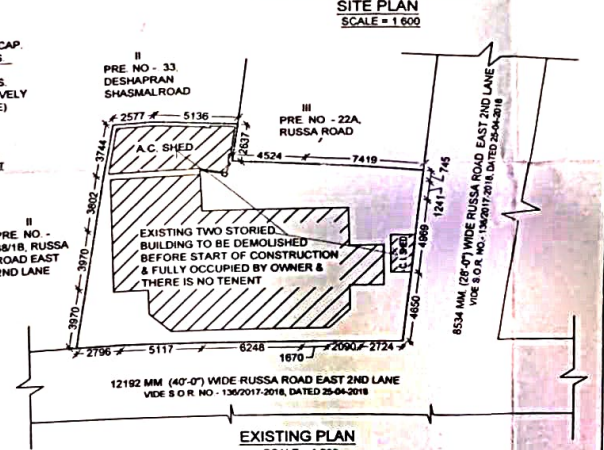 SITE PLAN
SCALE = 1:600
CAP.
S.
VELY
E)
II
PRE. NO - 33,
DESHAPRAN
SHASMALROAD
III
PRE. NO - 22A,
RUSSA ROAD
2577 5136
2637
4524 7419
3744
3602
3970
3970
A.C. SHED
745
1241
4969
4650
C.I. SHED
EXISTING TWO STORIED
BUILDING TO BE DEMOLISHED
BEFORE START OF CONSTRUCTION
& FULLY OCCUPIED BY OWNER &
THERE IS NO TENENT
II
PRE. NO. -
38/1B, RUSSA
ROAD EAST
2ND LANE
8534 MM. (28'-0") WIDE RUSSA ROAD EAST 2ND LANE
VIDE S.O.R. NO.- 136/2017-2018, DATED 25-04-2018
2796 5117 6248 1670 2090 2724
12192 MM (40'-0") WIDE RUSSA ROAD EAST 2ND LANE
VIDE S O R. NO - 136/2017-2018, DATED 25-04-2018
EXISTING PLAN